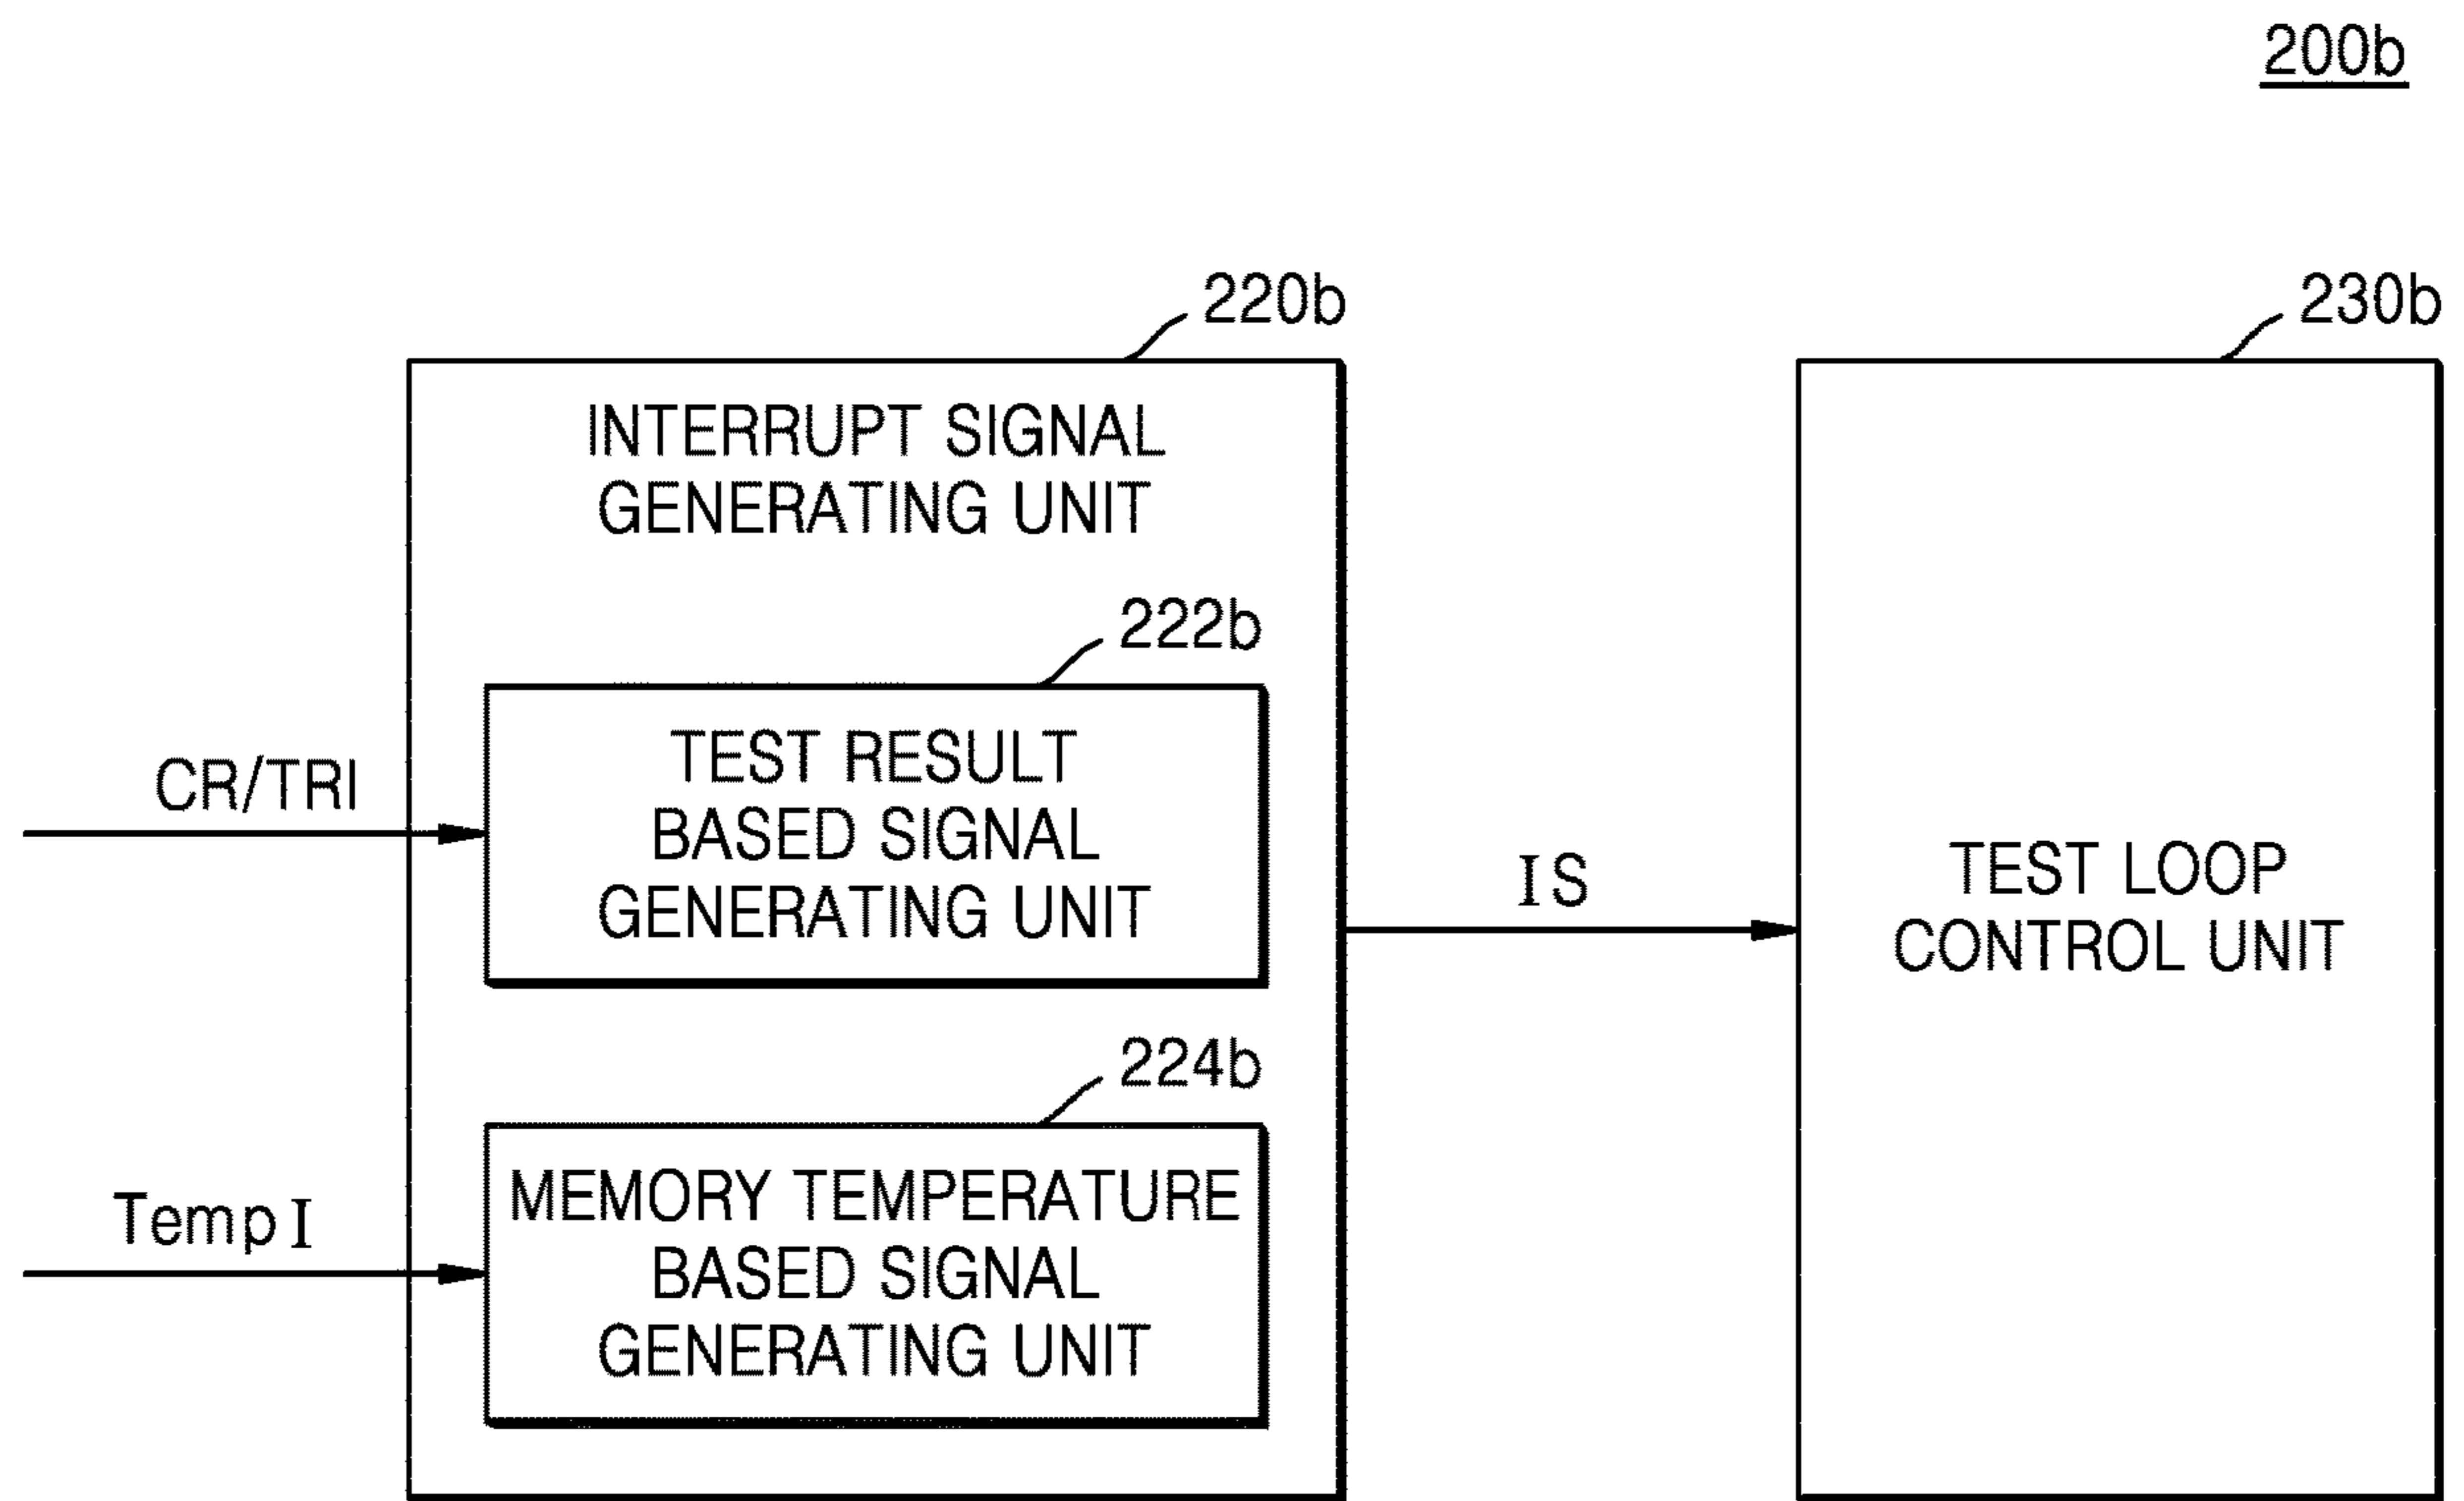 200b
220b
230b
INTERRUPT SIGNAL
GENERATING UNIT
222b
CR/TRI
TEST RESULT
BASED SIGNAL
GENERATING UNIT
IS
TEST LOOP
CONTROL UNIT
224b
TempI
MEMORY TEMPERATURE
BASED SIGNAL
GENERATING UNIT